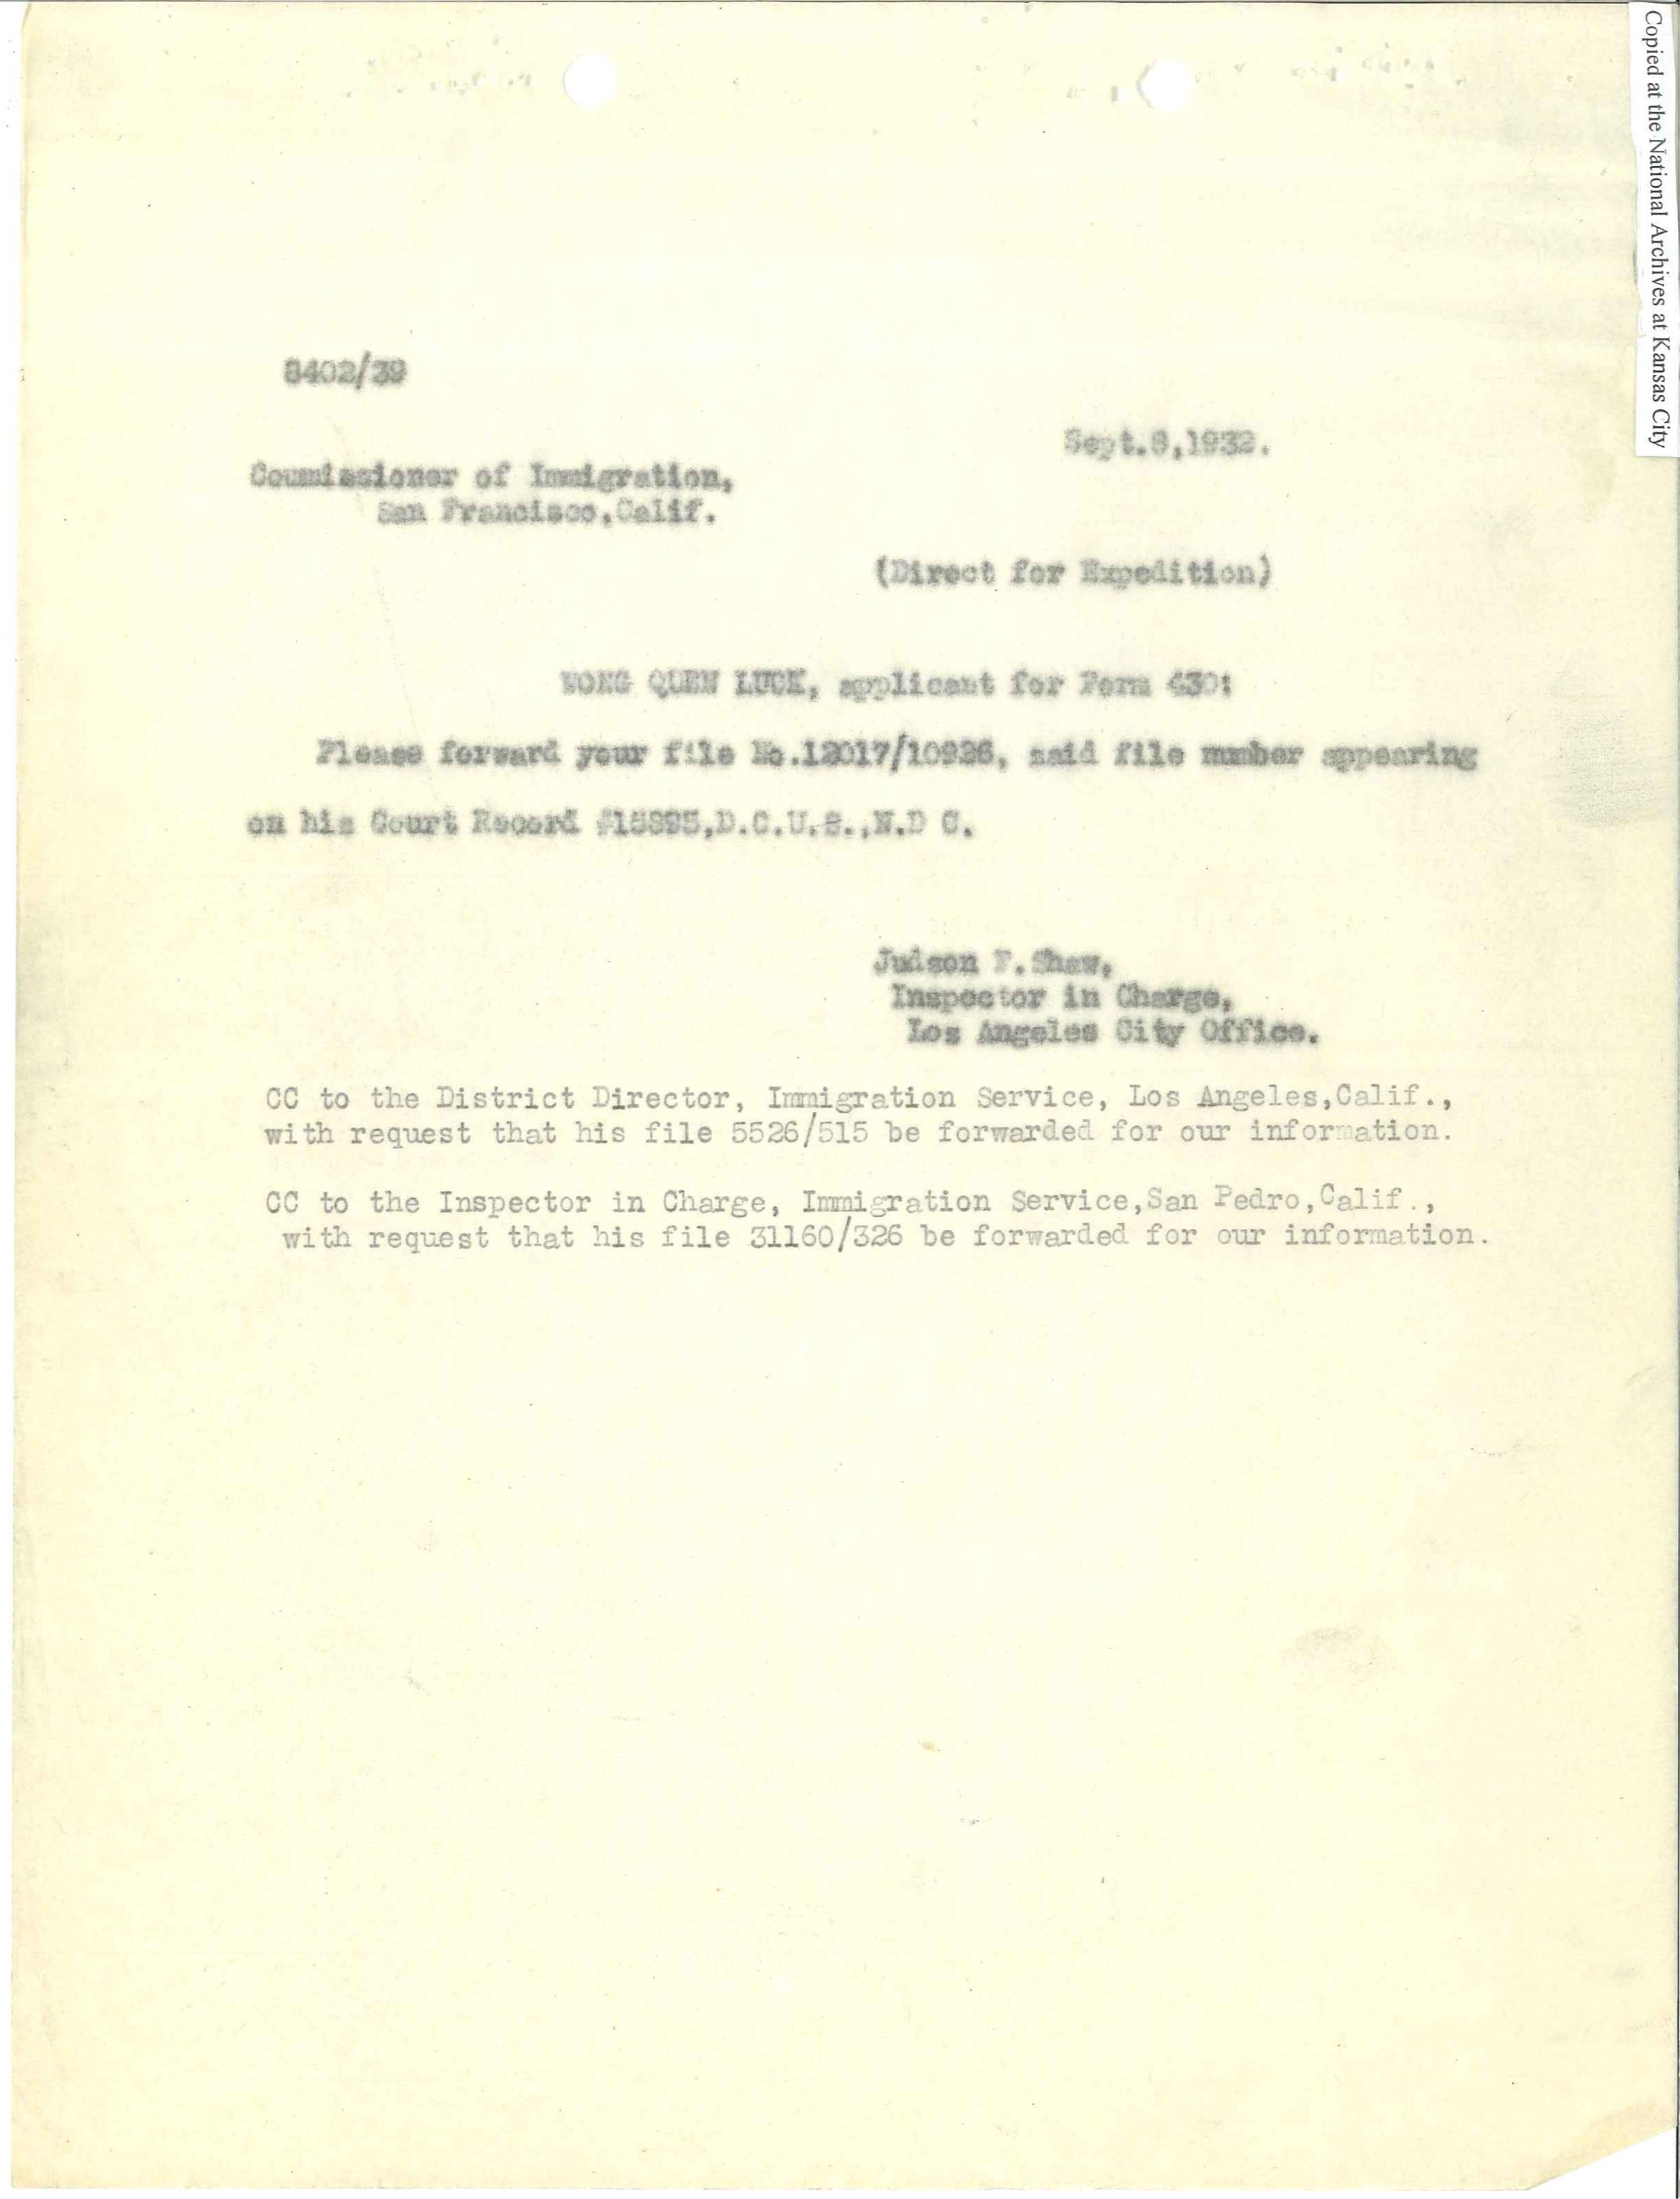 Copied at the National Archives at Kansas City
8402/39
Sept.8,1932.
Commissioner of Immigration,
San Francisco,Calif.
(Direct for Expedition)
WONG QUEN LUCK, applicant for Form 430:
Please forward your file No.12017/10926, said file number appearing
on his Court Record D.C.U.S.,N.D C.
Judson F. Shaw,
Inspector in Charge,
Los Angeles City Office.
CC to the District Director, Immigration Service, Los Angeles,Calif.,
with request that his file 5526/515 be forwarded for our information.
CC to the Inspector in Charge, Immigration Service,San Pedro,Calif.,
with request that his file 31160/326 be forwarded for our information.